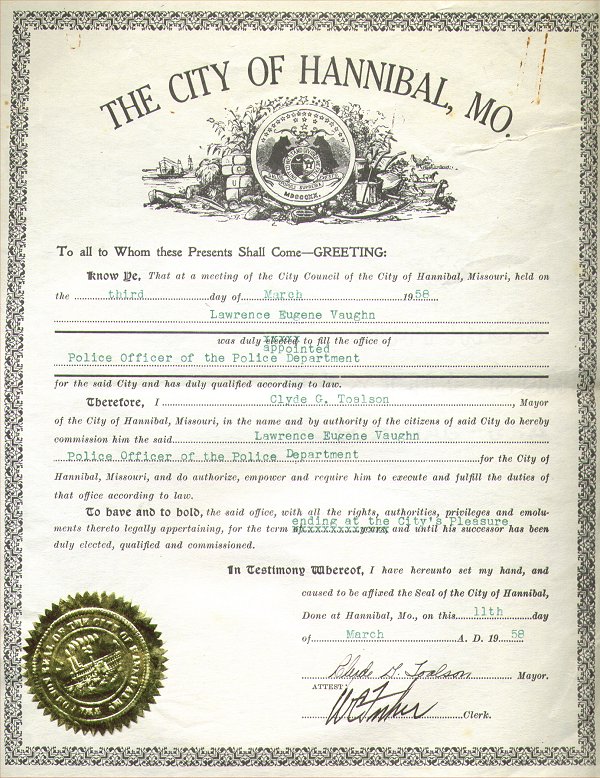 THE CITY OF HANNIBAL, MO.
MDCCCXX.
To all to Whom these Presents Shall Come—GREETING:
Know Ye, That at a meeting of the City Council of the City of Hannibal, Missouri, held on
the third day of March 1958
Lawrence Eugene Vaughn
was duly elected to fill the office of
appointed
Police Officer of the Police Department
for the said City and has duly qualified according to law.
Therefore, I Clyde G. Toalson, Mayor
of the City of Hannibal, Missouri, in the name and by authority of the citizens of said City do hereby
commission him the said Lawrence Eugene Vaughn
Police Officer of the Police Department for the City of
Hannibal, Missouri, and do authorize, empower and require him to execute and fulfill the duties of
that office according to law.
To have and to hold, the said office, with all the rights, authorities, privileges and emolu-
ending at the City's Pleasure
ments thereto legally appertaining, for the term of xxxxxxxx years and until his successor has been
duly elected, qualified and commissioned.
In Testimony Whereof, I have hereunto set my hand, and
caused to be affixed the Seal of the City of Hannibal,
Done at Hannibal, Mo., on this 11th day
of March A. D. 1958
Clyde G. Toalson Mayor.
ATTEST:
Clerk.